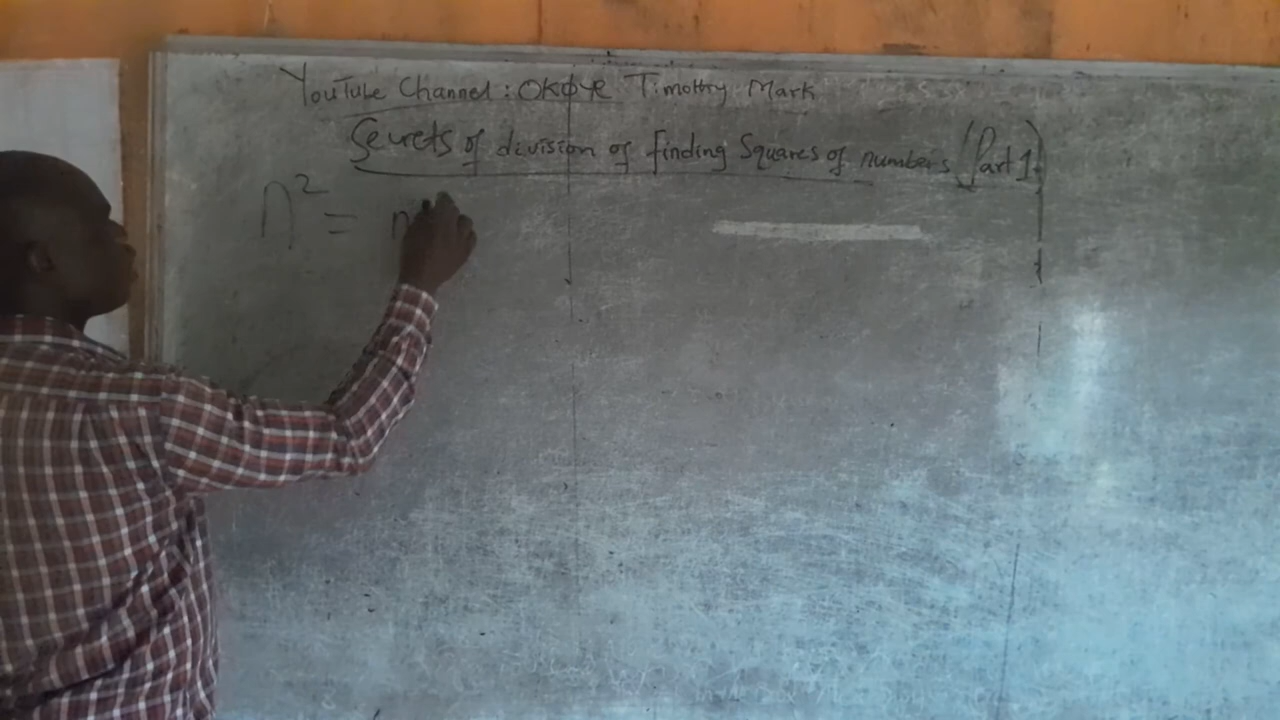 YouTube Channel: OKOYE Timothy Mark
Secrets of division of finding Squares of numbers (Part 1)
n² = n